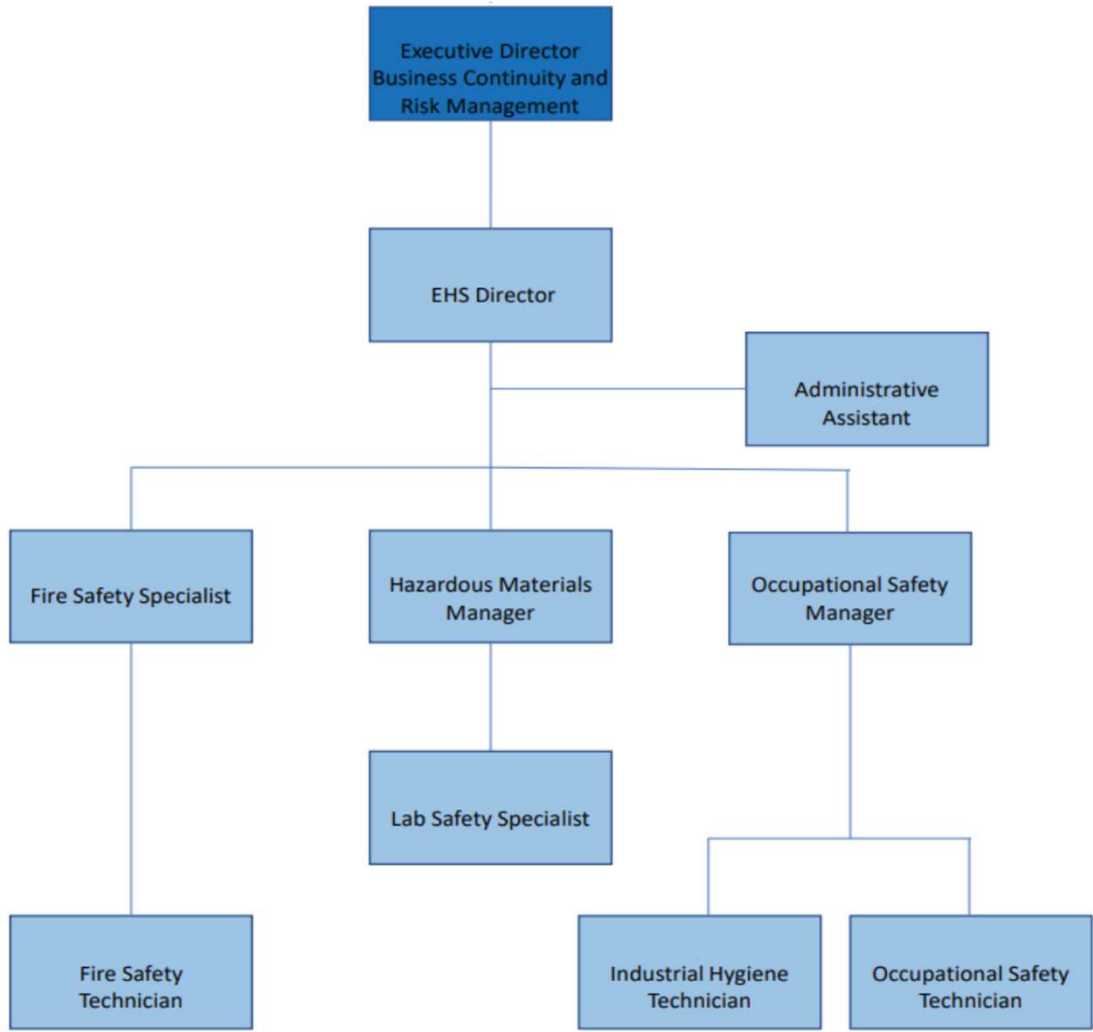 Executive Director
Business Continuity and
Risk Management
EHS Director
Administrative
Assistant
Fire Safety Specialist
Hazardous Materials
Manager
Occupational Safety
Manager
Lab Safety Specialist
Fire Safety
Technician
Industrial Hygiene
Technician
Occupational Safety
Technician